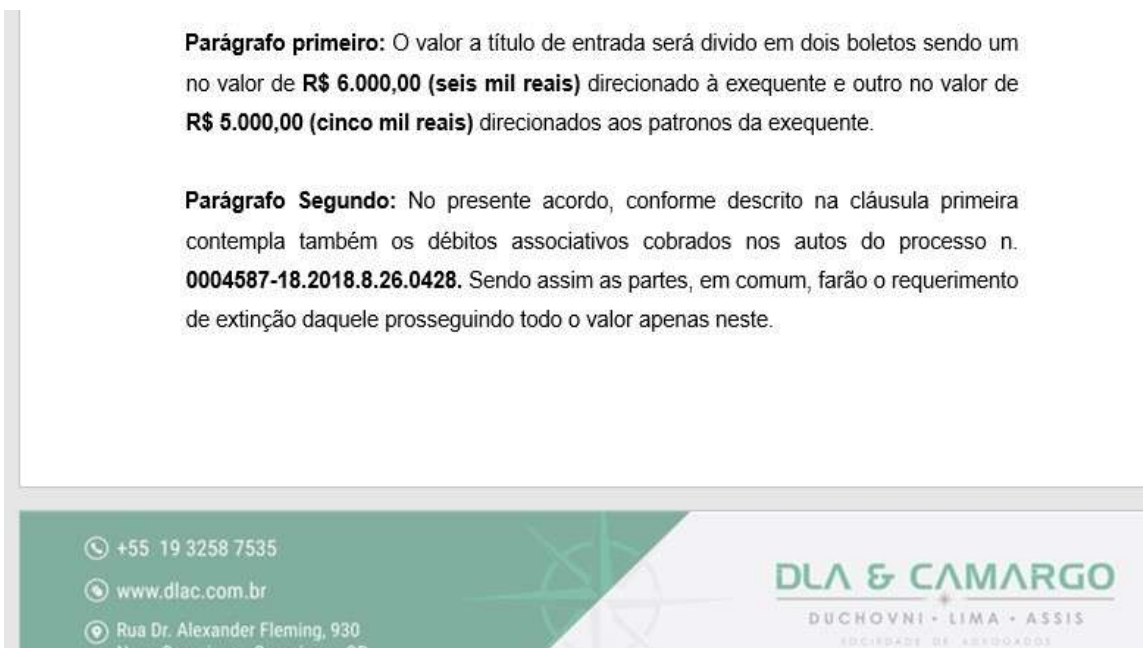 Parágrafo primeiro: O valor a título de entrada será divido em dois boletos sendo um
no valor de R$ 6.000,00 (seis mil reais) direcionado à exequente e outro no valor de
R$ 5.000,00 (cinco mil reais) direcionados aos patronos da exequente.
Parágrafo Segundo: No presente acordo, conforme descrito na cláusula primeira
contempla também os débitos associativos cobrados nos autos do processo n.
0004587-18.2018.8.26.0428. Sendo assim as partes, em comum, farão o requerimento
de extinção daquele prosseguindo todo o valor apenas neste.
+55 19 3258 7535
www.dlac.com.br
Rua Dr. Alexander Fleming, 930
DLA & CAMARGO
DUCHOVNI • LIMA • ASSIS
SOCIEDADE DE ADVOGADOS